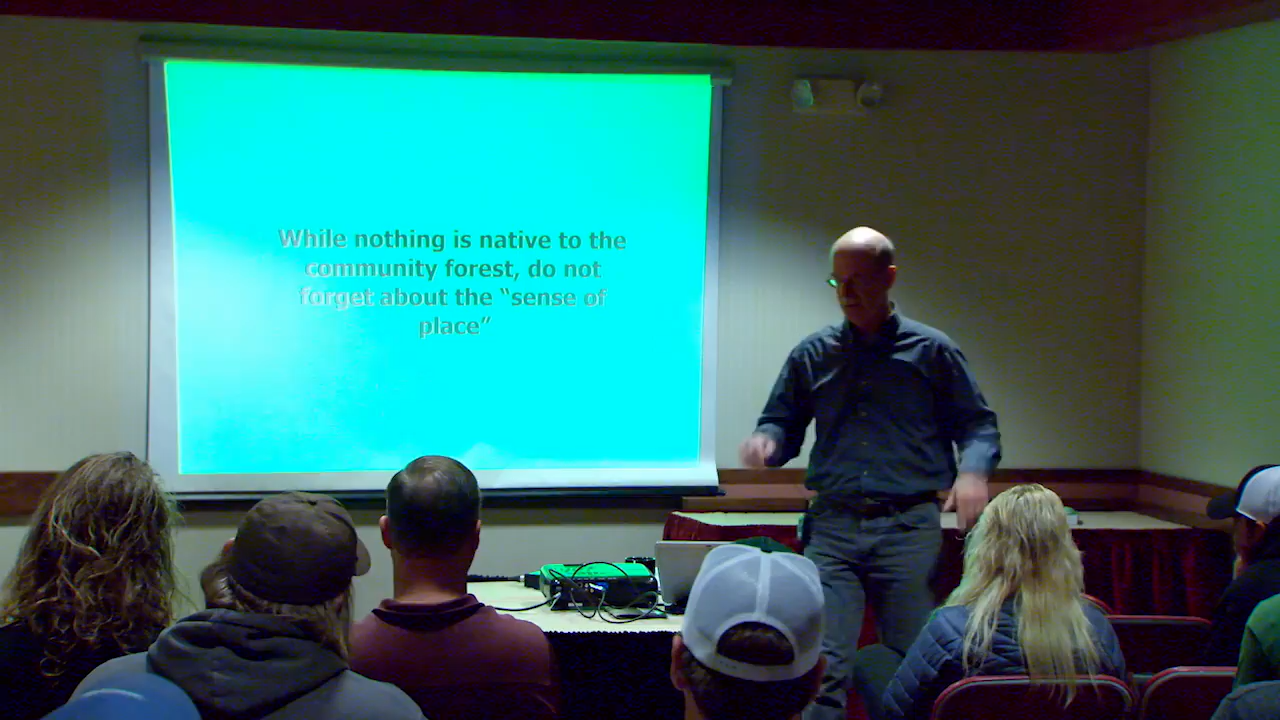 While nothing is native to the
community forest, do not
forget about the “sense of
place”